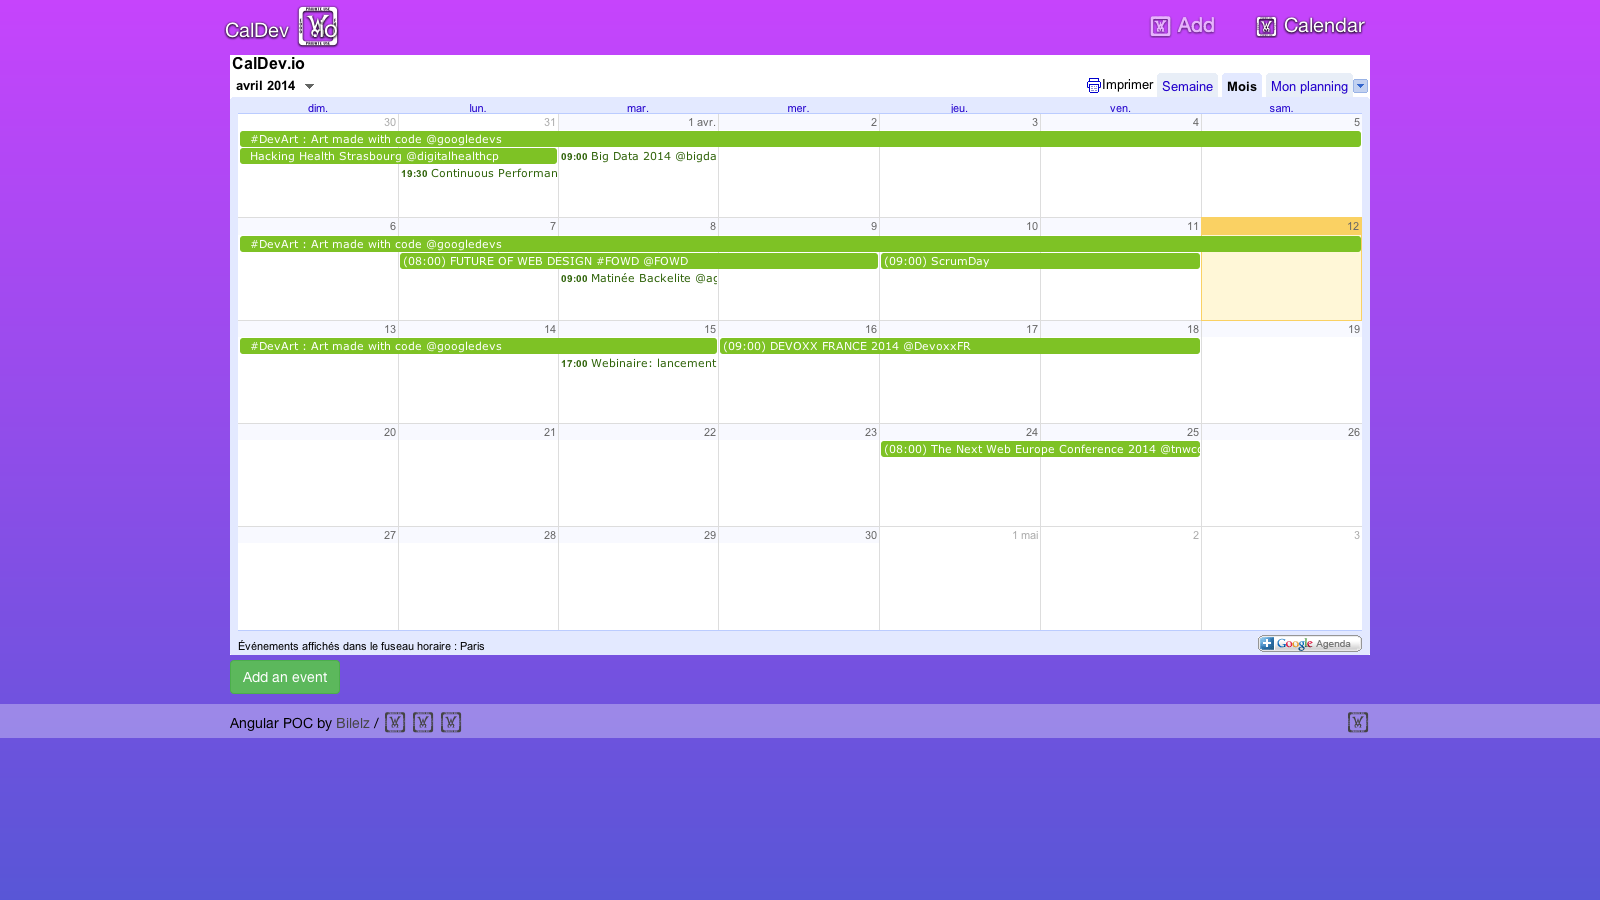 CalDev .io
Add
Calendar
CalDev.io
avril 2014
Imprimer Semaine Mois Mon planning
dim. lun. mar. mer. jeu. ven. sam.
30 31 1 avr. 2 3 4 5
#DevArt : Art made with code @googledevs
Hacking Health Strasbourg @digitalhealthcp
09:00 Big Data 2014 @bigda
19:30 Continuous Performan
6 7 8 9 10 11 12
#DevArt : Art made with code @googledevs
(08:00) FUTURE OF WEB DESIGN #FOWD @FOWD
(09:00) ScrumDay
09:00 Matinée Backelite @ag
13 14 15 16 17 18 19
#DevArt : Art made with code @googledevs
(09:00) DEVOXX FRANCE 2014 @DevoxxFR
17:00 Webinaire: lancement
20 21 22 23 24 25 26
(08:00) The Next Web Europe Conference 2014 @tnwco
27 28 29 30 1 mai 2 3
Événements affichés dans le fuseau horaire : Paris
Google Agenda
Add an event
Angular POC by Bilelz /